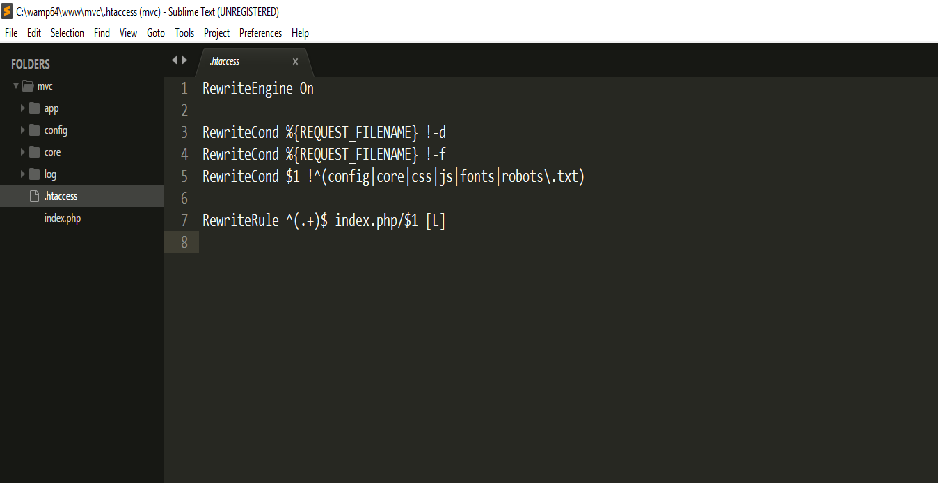 C:\wamp64\www\mvc\.htaccess (mvc) - Sublime Text (UNREGISTERED)
File Edit Selection Find View Goto Tools Project Preferences Help
FOLDERS
mvc
app
config
core
log
.htaccess
index.php
.htaccess x
1 RewriteEngine On
2
3 RewriteCond %{REQUEST_FILENAME} !-d
4 RewriteCond %{REQUEST_FILENAME} !-f
5 RewriteCond $1 !^(config|core|css|js|fonts|robots\.txt)
6
7 RewriteRule ^(.+)$ index.php/$1 [L]
8